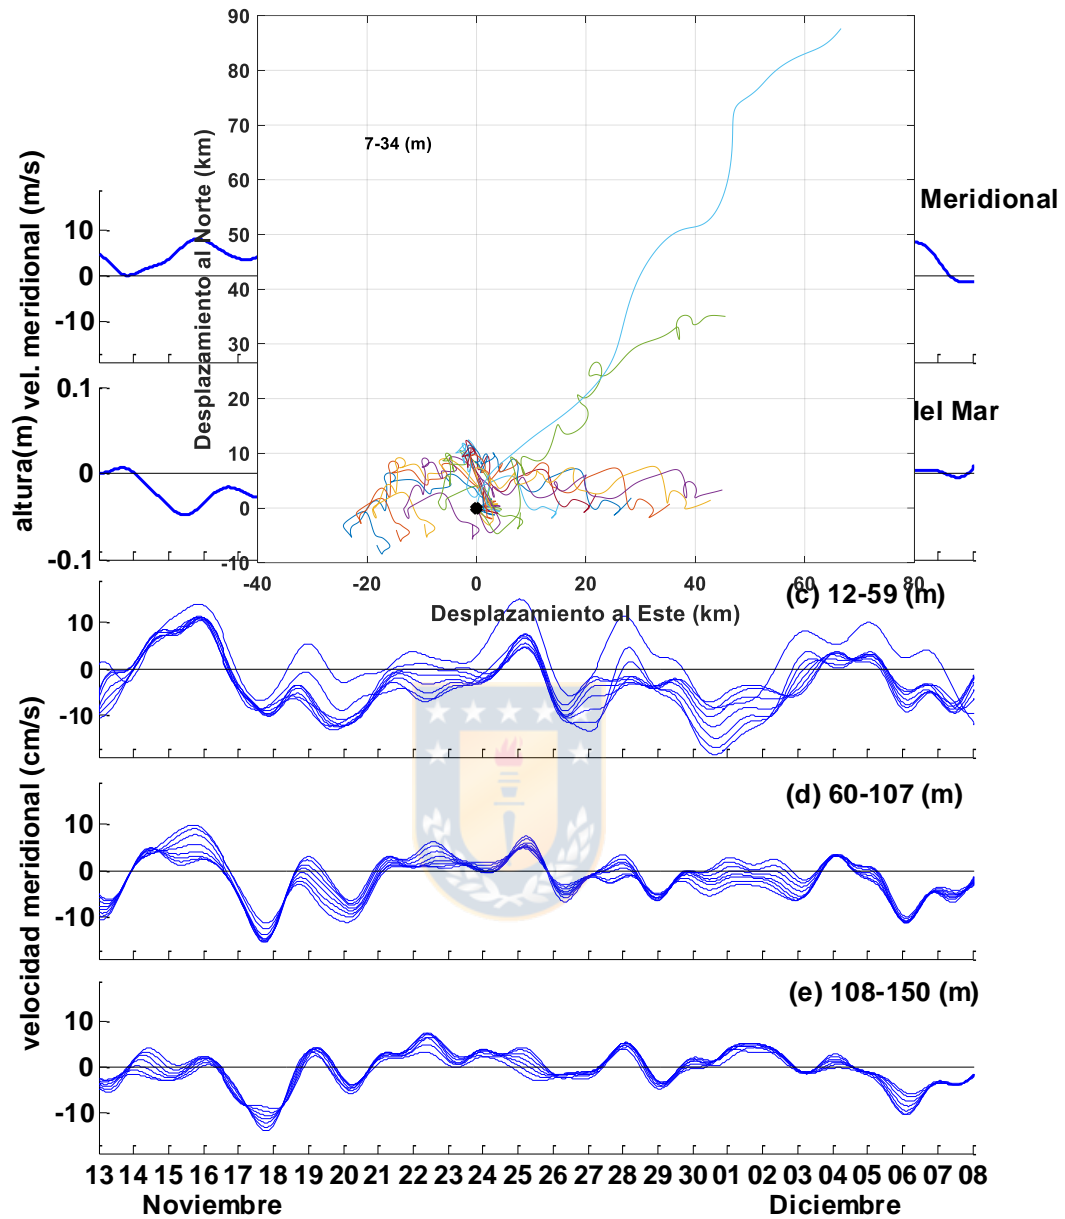 90
80
70
60
50
40
30
20
10
0
-10
-40 -20 0 20 40 60 80
Desplazamiento al Norte (km)
Desplazamiento al Este (km)
7-34 (m)
vel. meridional (m/s)
10
0
-10
Meridional
altura(m)
0.1
0
-0.1
del Mar
velocidad meridional (cm/s)
(c) 12-59 (m)
10
0
-10
(d) 60-107 (m)
10
0
-10
(e) 108-150 (m)
10
0
-10
13 14 15 16 17 18 19 20 21 22 23 24 25 26 27 28 29 30 01 02 03 04 05 06 07 08
Noviembre Diciembre